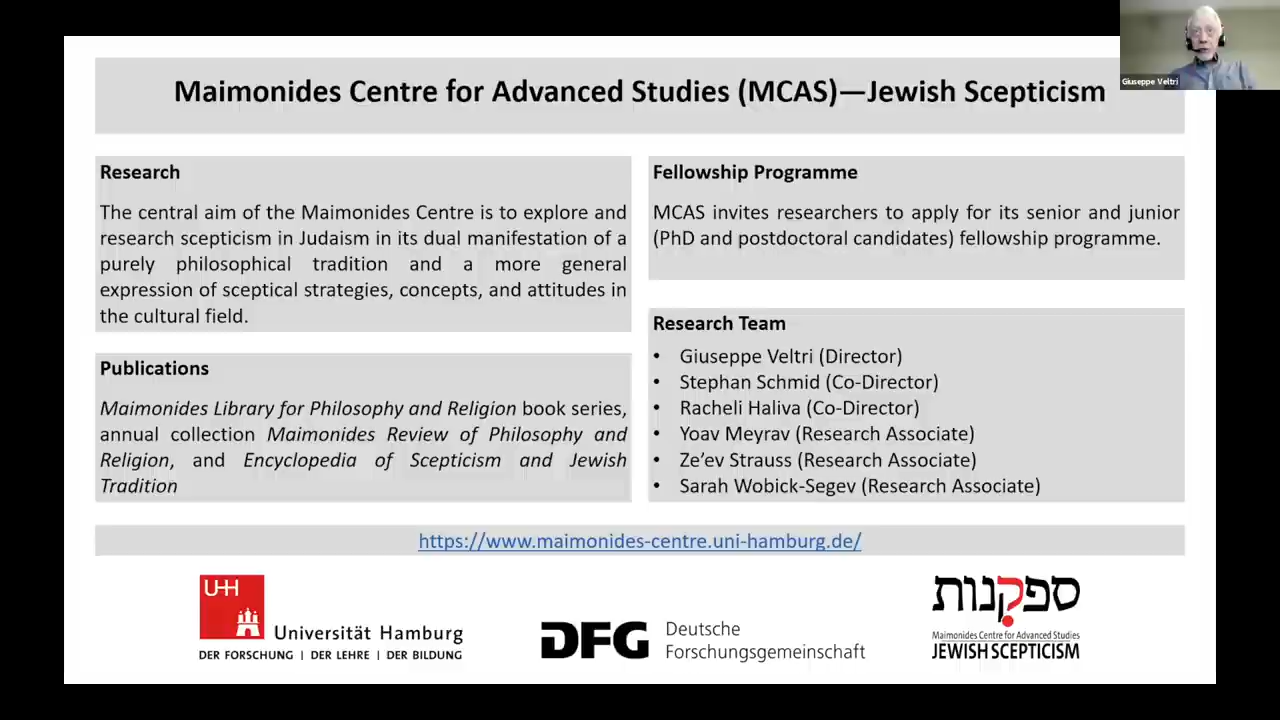 Giuseppe Veltri
Maimonides Centre for Advanced Studies (MCAS)—Jewish Scepticism
Research
The central aim of the Maimonides Centre is to explore and
research scepticism in Judaism in its dual manifestation of a
purely philosophical tradition and a more general
expression of sceptical strategies, concepts, and attitudes in
the cultural field.
Publications
Maimonides Library for Philosophy and Religion book series,
annual collection Maimonides Review of Philosophy and
Religion, and Encyclopedia of Scepticism and Jewish
Tradition
Fellowship Programme
MCAS invites researchers to apply for its senior and junior
(PhD and postdoctoral candidates) fellowship programme.
Research Team
• Giuseppe Veltri (Director)
• Stephan Schmid (Co-Director)
• Racheli Haliva (Co-Director)
• Yoav Meyrav (Research Associate)
• Ze’ev Strauss (Research Associate)
• Sarah Wobick-Segev (Research Associate)
https://www.maimonides-centre.uni-hamburg.de/
UHH
Universität Hamburg
DER FORSCHUNG | DER LEHRE | DER BILDUNG
DFG
Deutsche
Forschungsgemeinschaft
ספקנות
Maimonides Centre for Advanced Studies
JEWISH SCEPTICISM